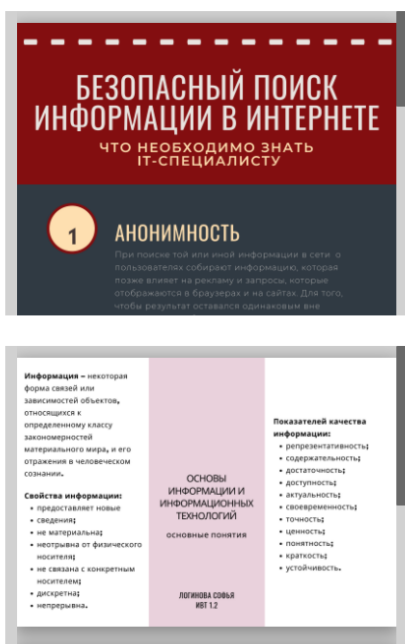 БЕЗОПАСНЫЙ ПОИСК
ИНФОРМАЦИИ В ИНТЕРНЕТЕ
ЧТО НЕОБХОДИМО ЗНАТЬ
IT-СПЕЦИАЛИСТУ
1
АНОНИМНОСТЬ
При поиске той или иной информации в сети о
пользователях собирают информацию, которая
позже влияет на рекламу и запросы, которые
отображаются в браузерах и на сайтах. Для того,
чтобы результат оставался одинаковым вне
Информация – некоторая
форма связей или
зависимостей объектов,
относящихся к
определенному классу
закономерностей
материального мира, и его
отражения в человеческом
сознании.
Свойства информации:
• предоставляет новые
• сведения;
• не материальна;
• неотрывна от физического
носителя;
• не связана с конкретным
носителем;
• дискретна;
• непрерывна.
ОСНОВЫ
ИНФОРМАЦИИ И
ИНФОРМАЦИОННЫХ
ТЕХНОЛОГИЙ
основные понятия
ЛОГИНОВА СОФЬЯ
ИВТ 1.2
Показателей качества
информации:
• репрезентативность;
• содержательность;
• достаточность;
• доступность;
• актуальность;
• своевременность;
• точность;
• ценность;
• понятность;
• краткость;
• устойчивость.